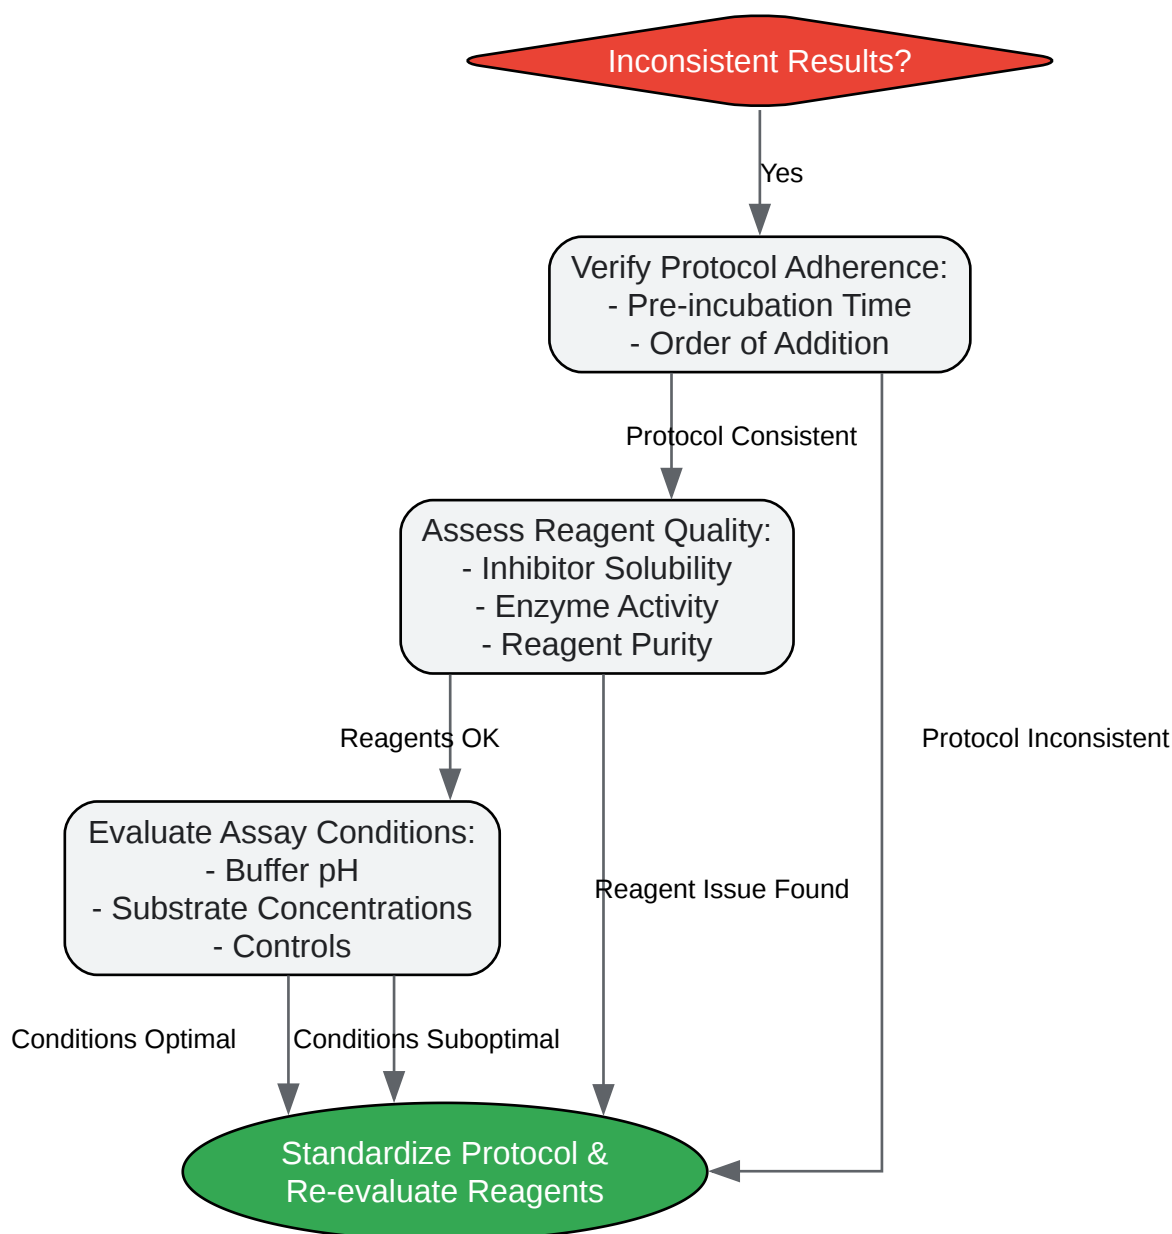 Inconsistent Results?
Yes
Verify Protocol Adherence:
- Pre-incubation Time
- Order of Addition
Protocol Consistent
Assess Reagent Quality:
- Inhibitor Solubility
- Enzyme Activity
- Reagent Purity
Reagents OK
Protocol Inconsistent
Evaluate Assay Conditions:
- Buffer pH
- Substrate Concentrations
- Controls
Reagent Issue Found
Conditions Optimal
Conditions Suboptimal
Standardize Protocol &
Re-evaluate Reagents